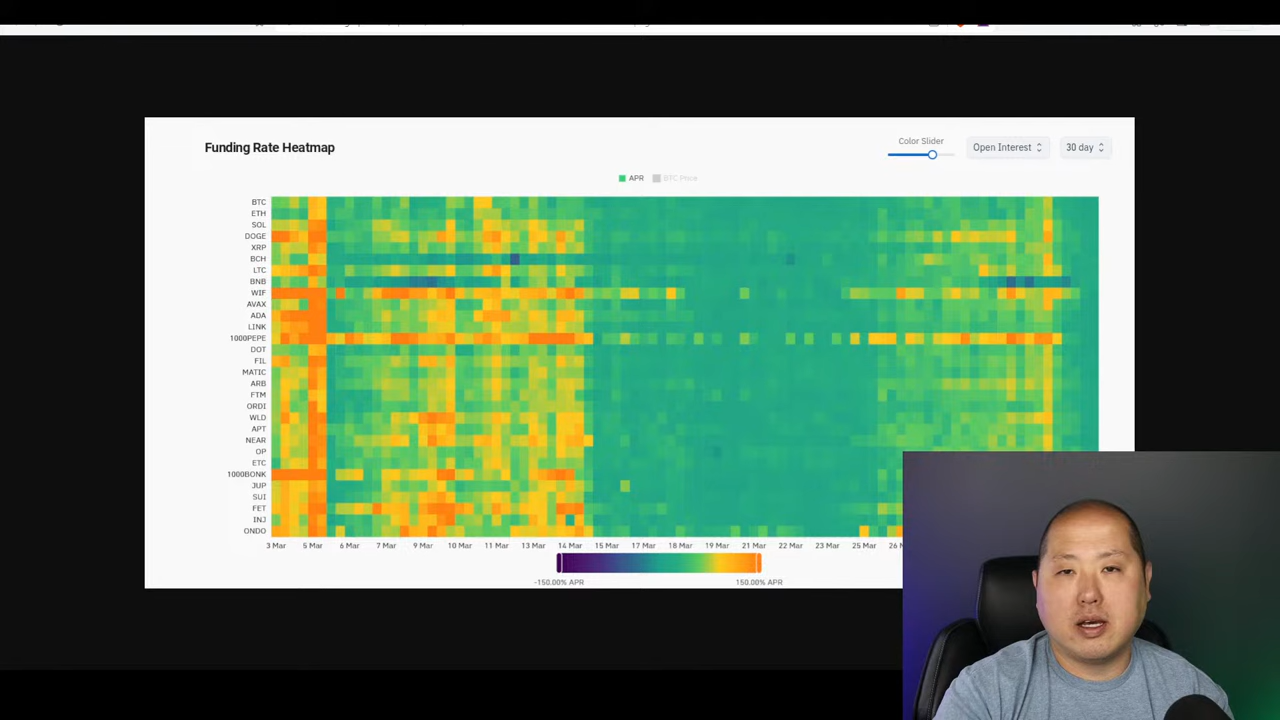 Funding Rate Heatmap
Color Slider
Open Interest
30 day
APR
BTC Price
BTC
ETH
SOL
DOGE
XRP
BCH
LTC
BNB
WIF
AVAX
ADA
LINK
1000PEPE
DOT
FIL
MATIC
ARB
FTM
ORDI
WLD
APT
NEAR
OP
ETC
1000BONK
JUP
SUI
FET
INJ
ONDO
3 Mar 5 Mar 6 Mar 7 Mar 9 Mar 10 Mar 11 Mar 13 Mar 14 Mar 15 Mar 17 Mar 18 Mar 19 Mar 21 Mar 22 Mar 23 Mar 25 Mar 26
-150.00% APR 150.00% APR